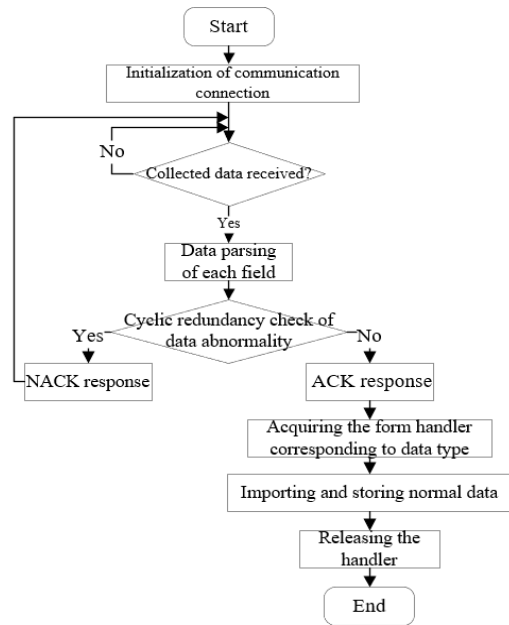 Start
Initialization of communication
connection
No
Collected data received?
Yes
Data parsing
of each field
Cyclic redundancy check of
data abnormality
Yes
No
NACK response
ACK response
Acquiring the form handler
corresponding to data type
Importing and storing normal data
Releasing the
handler
End